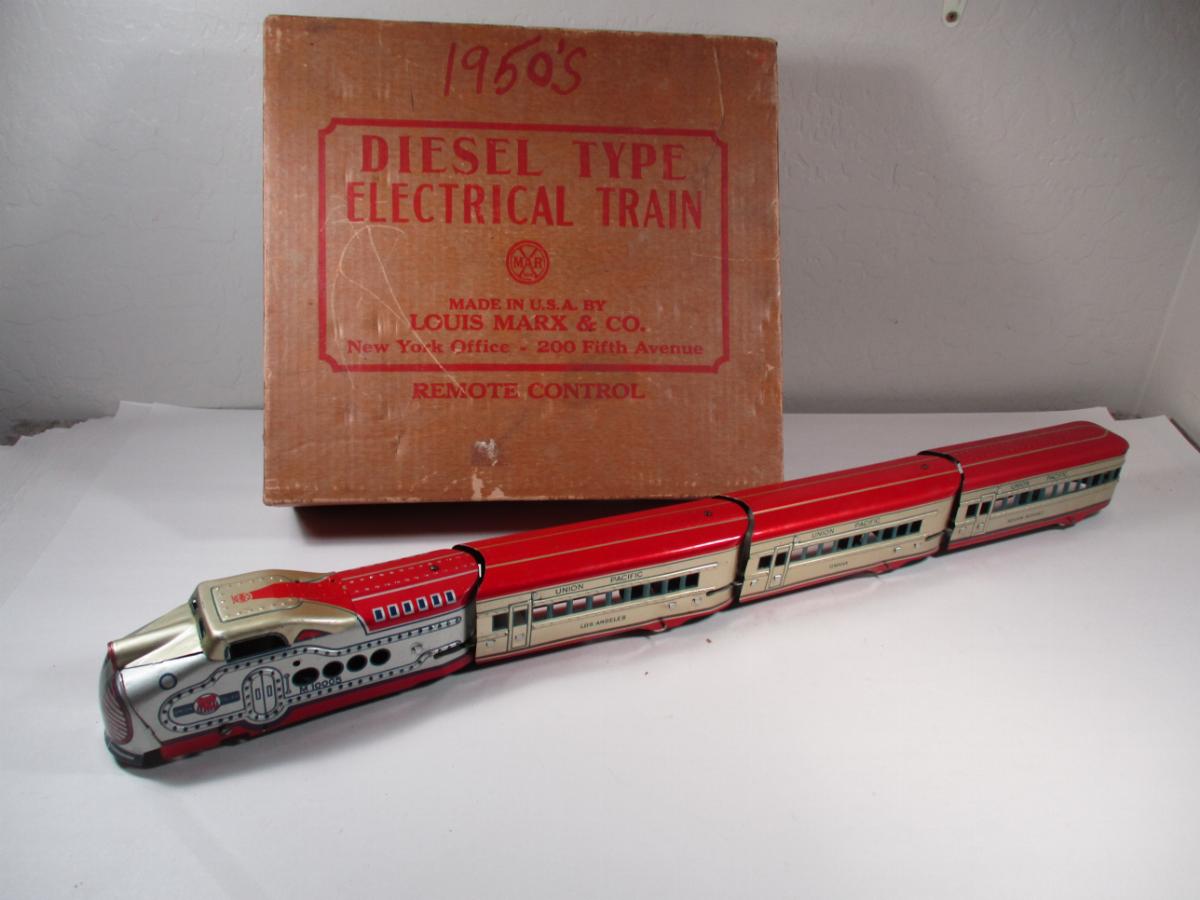 1950'S
DIESEL TYPE
ELECTRICAL TRAIN
MAR
MADE IN U.S.A. BY
LOUIS MARX & CO.
New York Office - 200 Fifth Avenue
REMOTE CONTROL
UNION PACIFIC
LOS ANGELES
UNION PACIFIC
OMAHA
UNION PACIFIC
M 10005